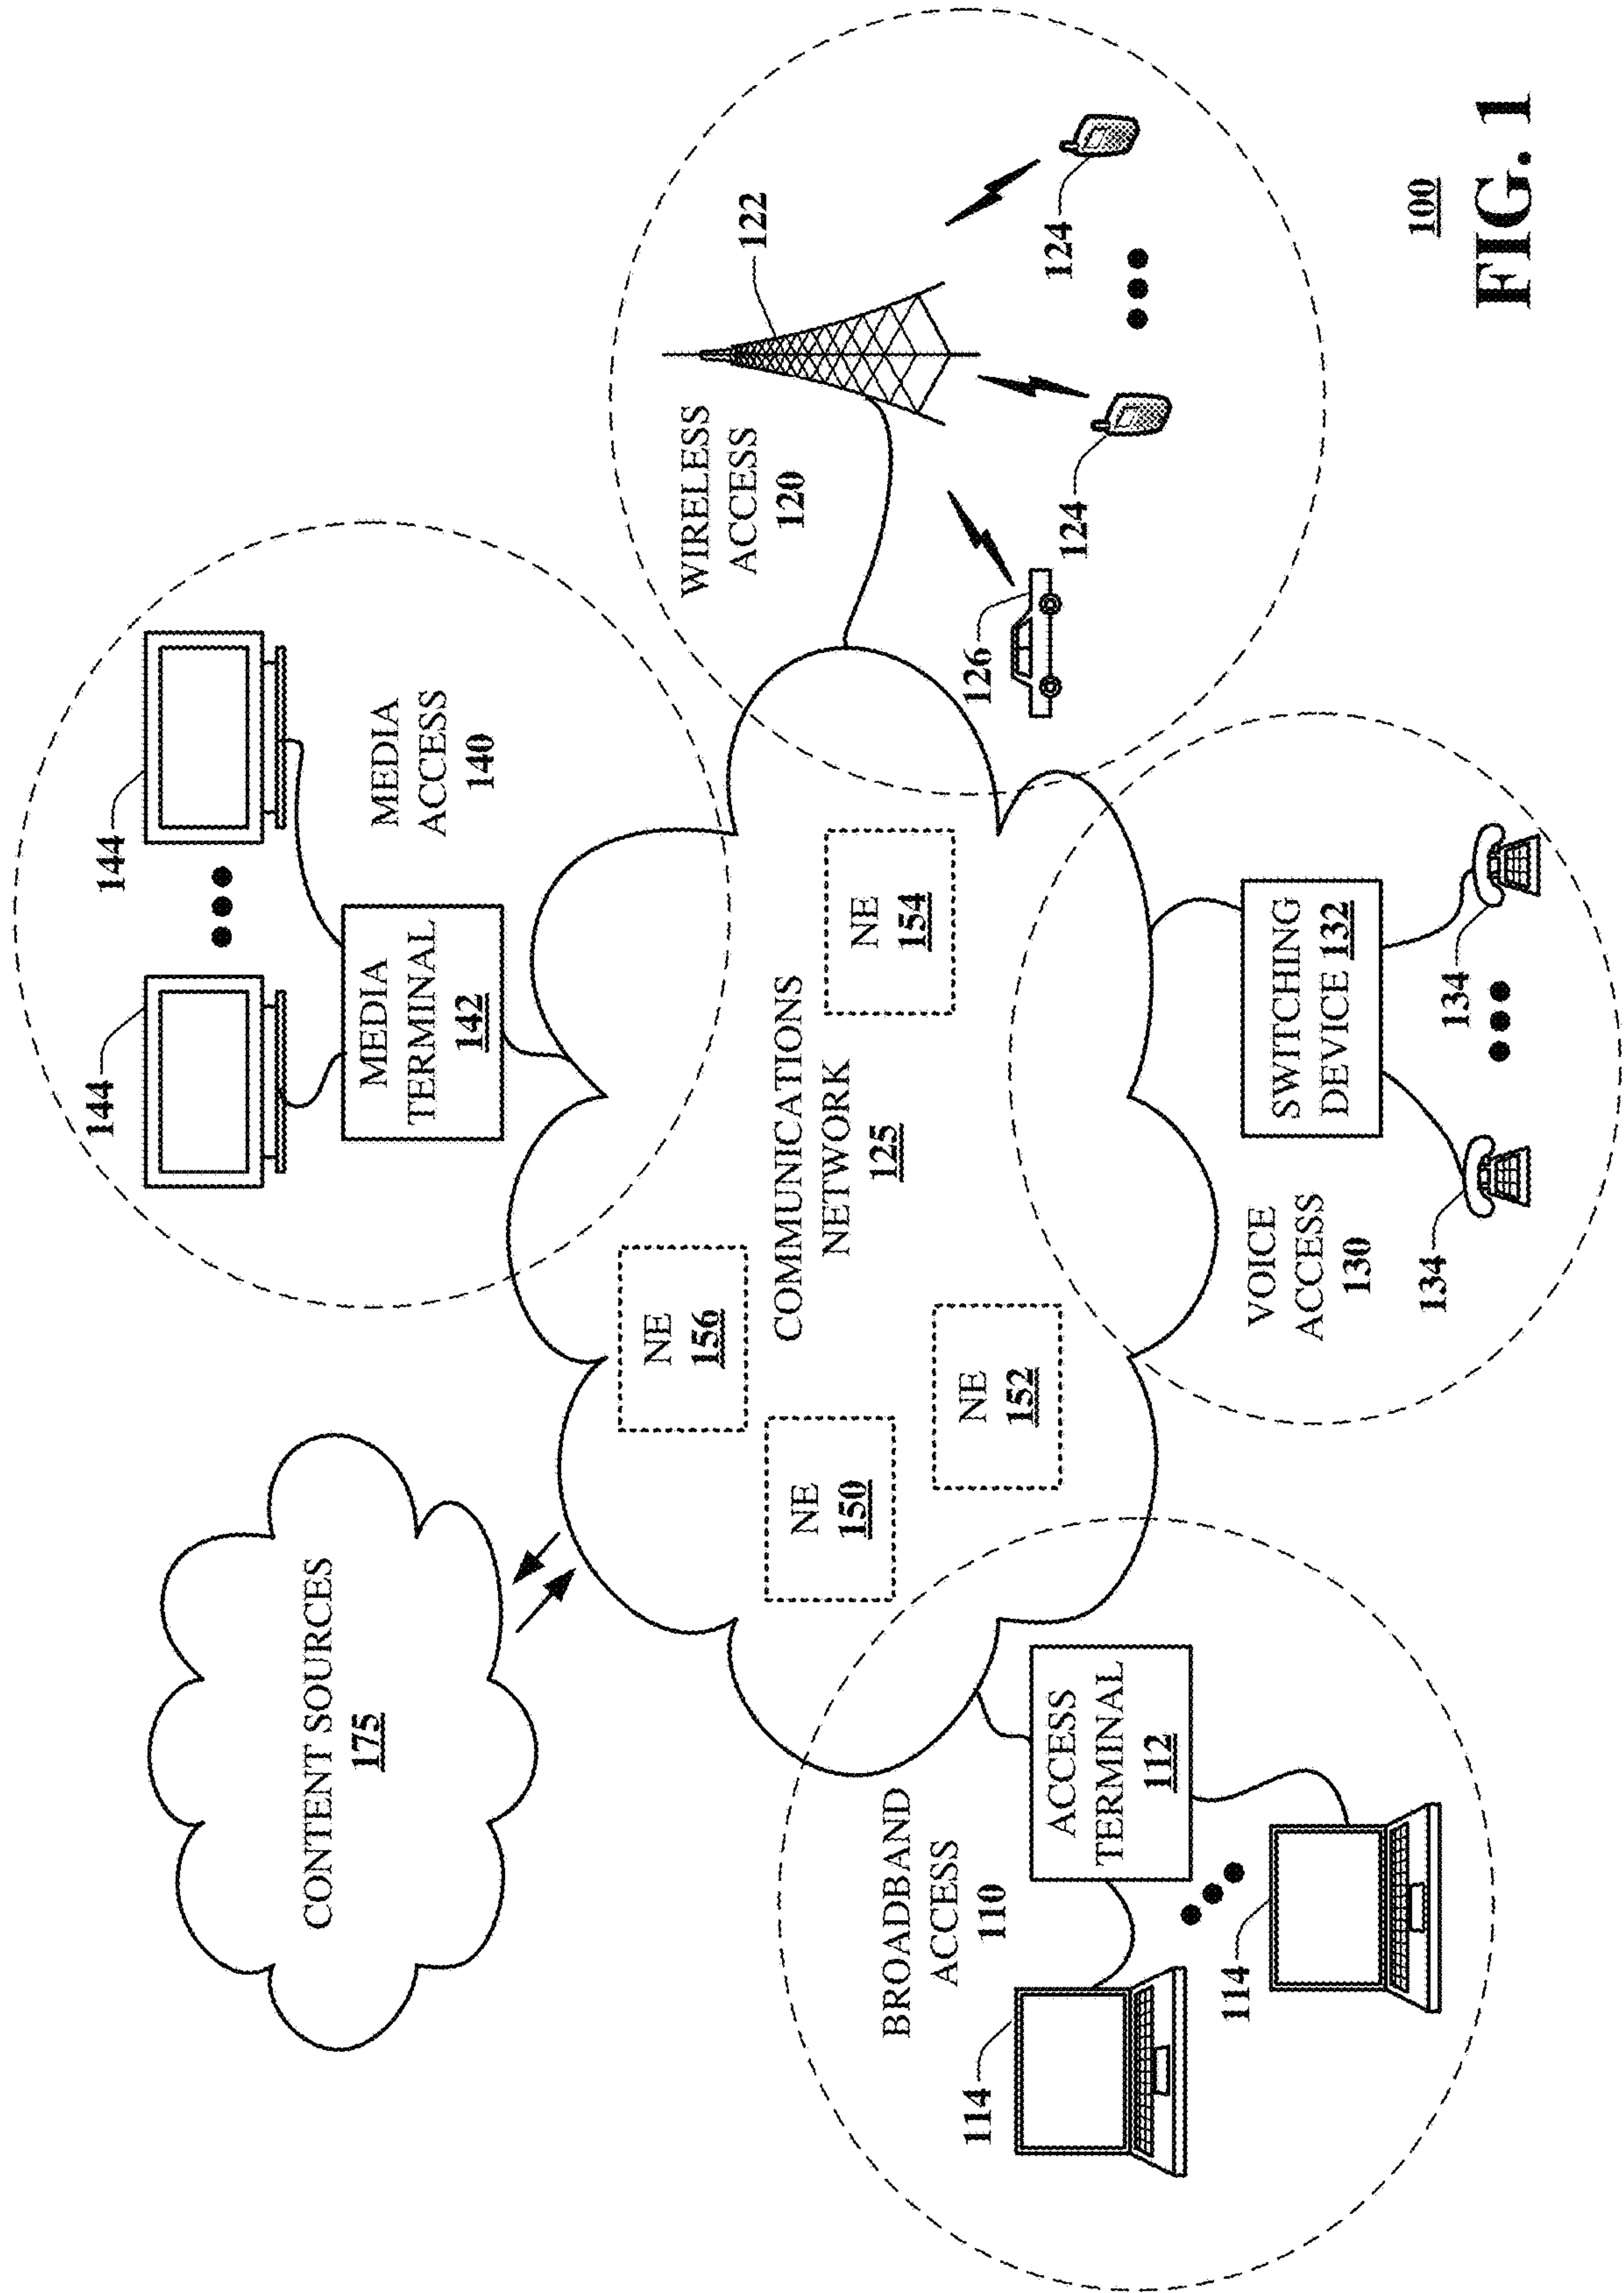 CONTENT SOURCES
175
144
144
MEDIA
TERMINAL
142
MEDIA
ACCESS
140
WIRELESS
ACCESS
120
122
124
124
126
NE
156
NE
150
NE
152
COMMUNICATIONS
NETWORK
125
NE
154
BROADBAND
ACCESS
110
ACCESS
TERMINAL
112
114
114
VOICE
ACCESS
130
SWITCHING
DEVICE 132
134
134
100
FIG. 1